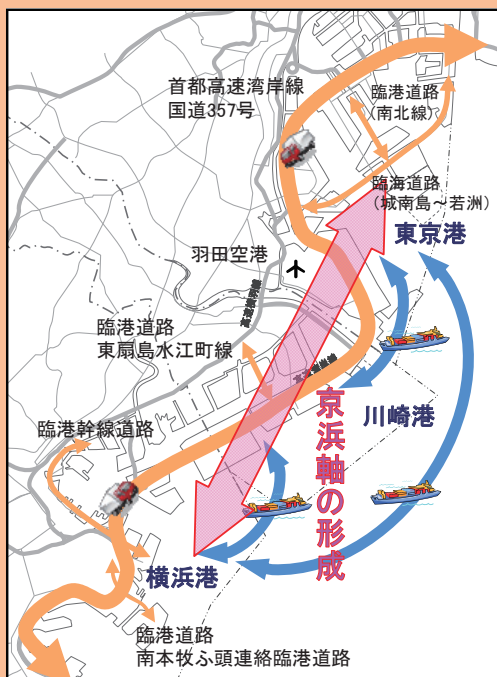 首都高速湾岸線
国道357号
臨港道路
(南北線)
臨海道路
(城南島～若洲)
東京港
羽田空港
臨港道路
東扇島水江町線
川崎港
臨港幹線道路
京浜軸の形成
横浜港
臨港道路
南本牧ふ頭連絡臨港道路